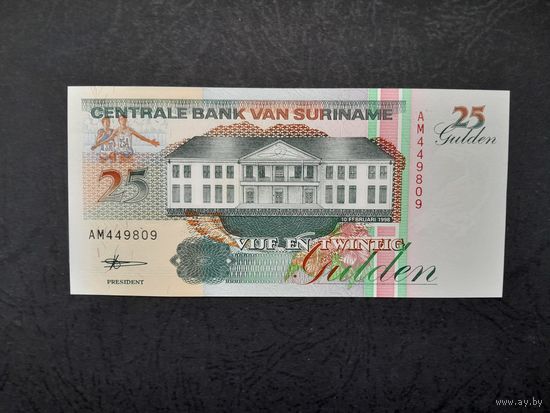 CENTRALE BANK VAN SURINAME
25
Gulden
AM449809
25
10 FEBRUARI 1998
AM449809
VIJF EN TWINTIG
Gulden
PRESIDENT
www.ay.by